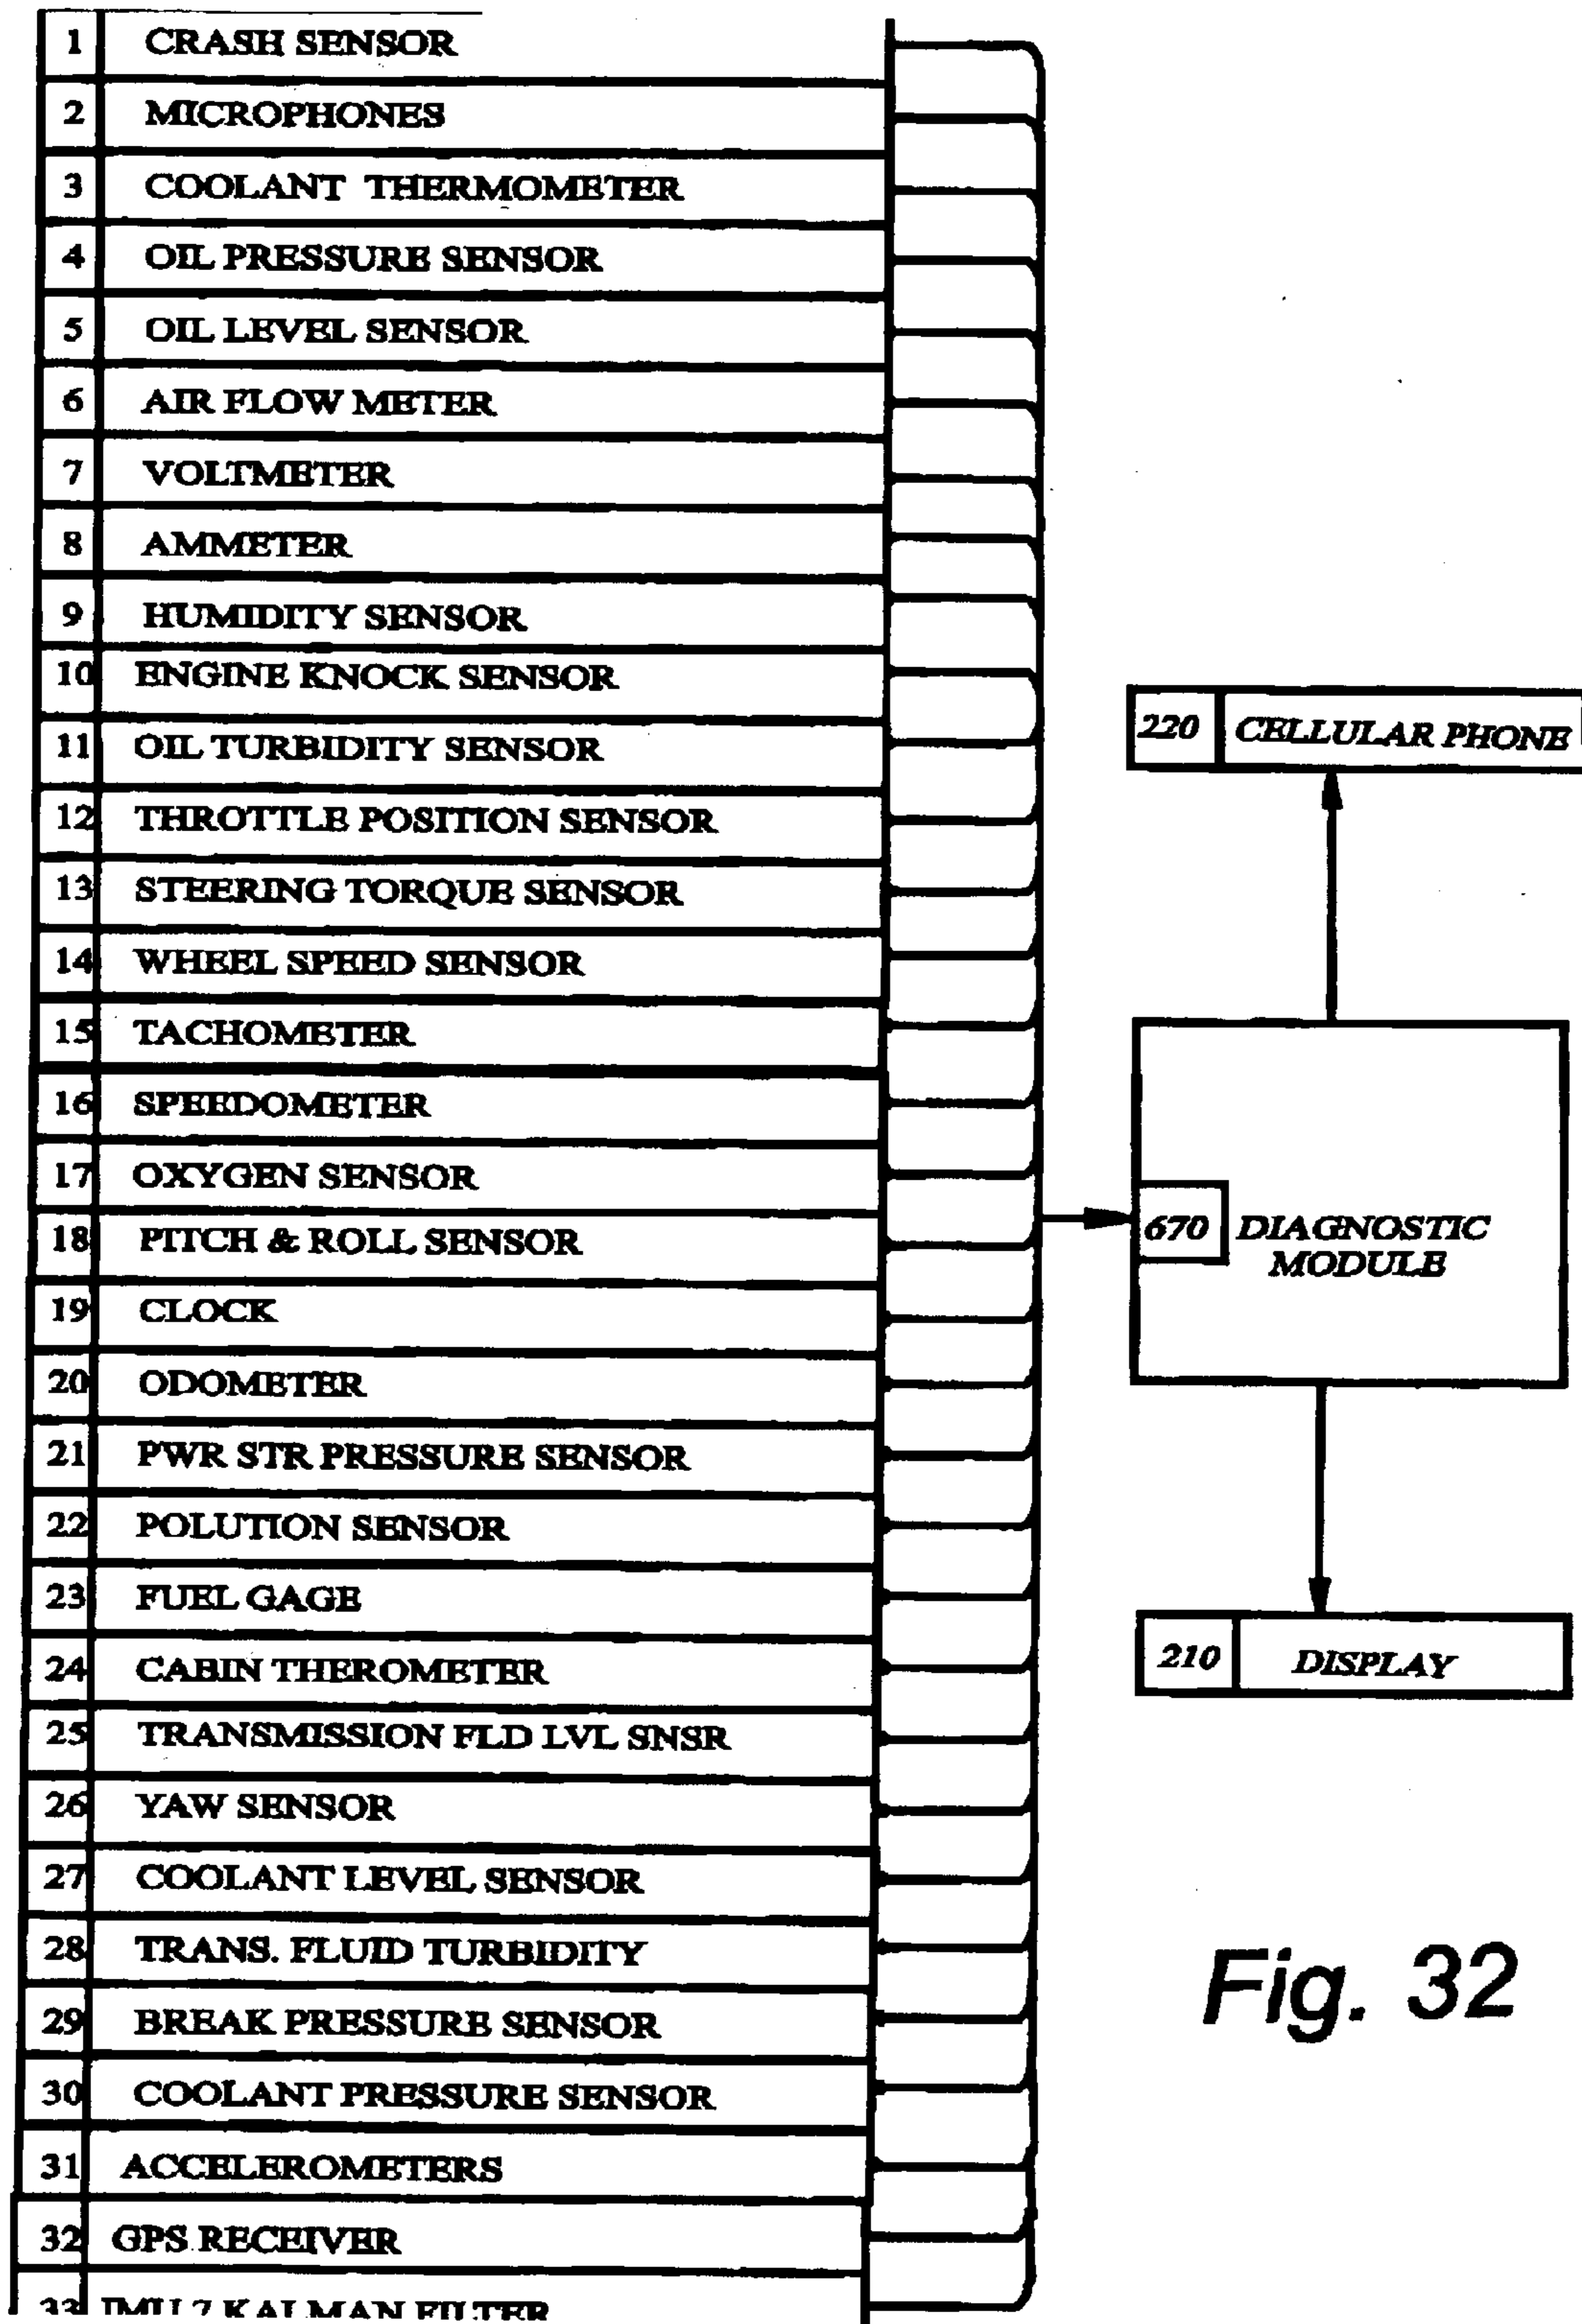 1 CRASH SENSOR
2 MICROPHONES
3 COOLANT THERMOMETER
4 OIL PRESSURE SENSOR
5 OIL LEVEL SENSOR
6 AIR FLOW METER
7 VOLTMETER
8 AMMETER
9 HUMIDITY SENSOR
10 ENGINE KNOCK SENSOR
11 OIL TURBIDITY SENSOR
12 THROTTLE POSITION SENSOR
13 STEERING TORQUE SENSOR
14 WHEEL SPEED SENSOR
15 TACHOMETER
16 SPEEDOMETER
17 OXYGEN SENSOR
18 PITCH & ROLL SENSOR
19 CLOCK
20 ODOMETER
21 PWR STR PRESSURE SENSOR
22 POLUTION SENSOR
23 FUEL GAGE
24 CABIN THEROMETER
25 TRANSMISSION FLD LVL SNSR
26 YAW SENSOR
27 COOLANT LEVEL SENSOR
28 TRANS. FLUID TURBIDITY
29 BREAK PRESSURE SENSOR
30 COOLANT PRESSURE SENSOR
31 ACCELEROMETERS
32 GPS RECEIVER
33 KALMAN FILTER
220 CELLULAR PHONE
670 DIAGNOSTIC
MODULE
210 DISPLAY
Fig. 32